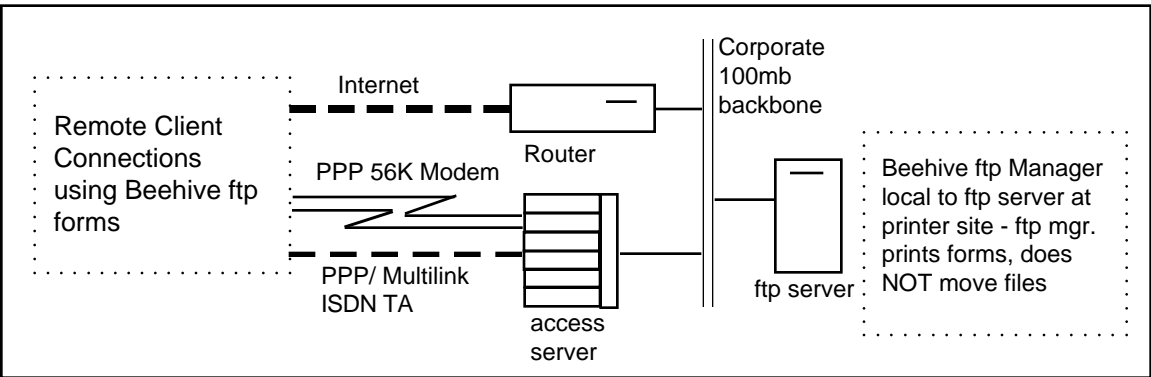 Remote Client
Connections
using Beehive ftp
forms
Internet
Router
PPP 56K Modem
PPP/ Multilink
ISDN TA
access
server
Corporate
100mb
backbone
ftp server
Beehive ftp Manager
local to ftp server at
printer site - ftp mgr.
prints forms, does
NOT move files